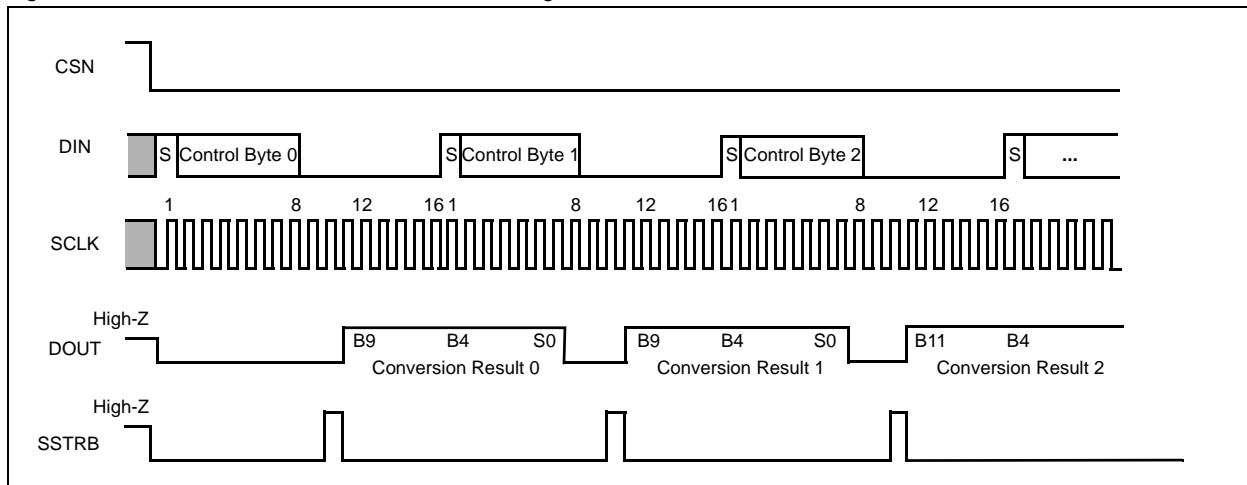 CSN
DIN
S Control Byte 0 S Control Byte 1 S Control Byte 2 S ...
1 8 12 16 1 8 12 16 1 8 12 16
SCLK
High-Z
DOUT
B9 B4 S0 B9 B4 S0 B11 B4
Conversion Result 0 Conversion Result 1 Conversion Result 2
High-Z
SSTRB